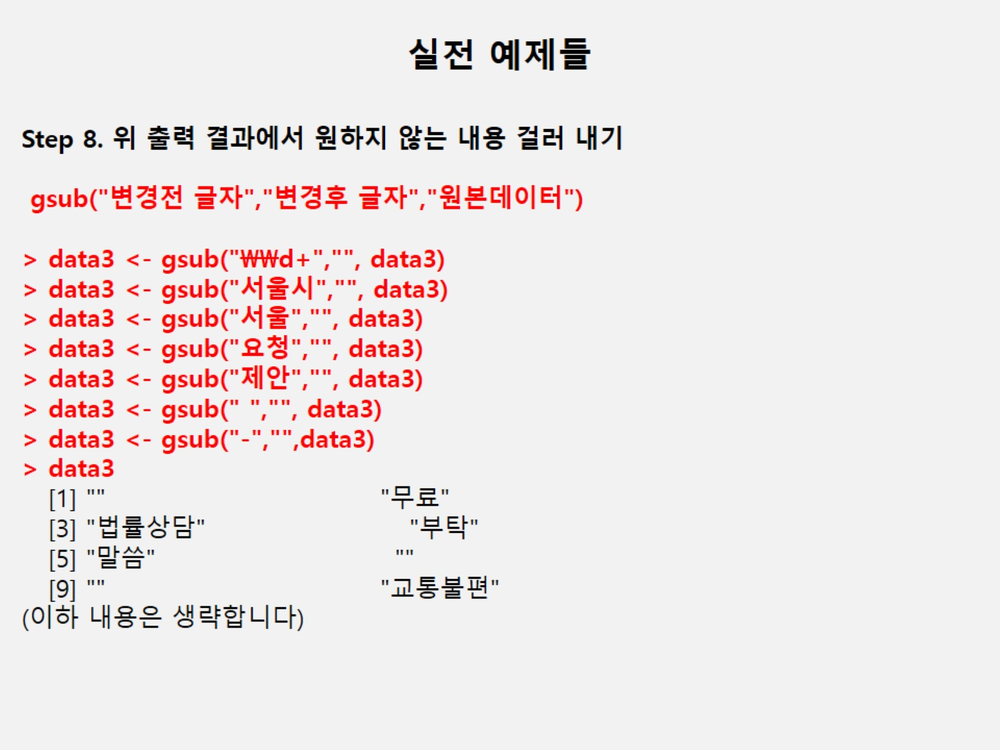 실전 예제들
Step 8. 위 출력 결과에서 원하지 않는 내용 걸러 내기
gsub("변경전 글자","변경후 글자","원본데이터")
> data3 <- gsub("₩₩d+","", data3)
> data3 <- gsub("서울시","", data3)
> data3 <- gsub("서울","", data3)
> data3 <- gsub("요청","", data3)
> data3 <- gsub("제안","", data3)
> data3 <- gsub(" ","", data3)
> data3 <- gsub("-","",data3)
> data3
[1] "" "무료"
[3] "법률상담" "부탁"
[5] "말씀" ""
[9] "" "교통불편"
(이하 내용은 생략합니다)